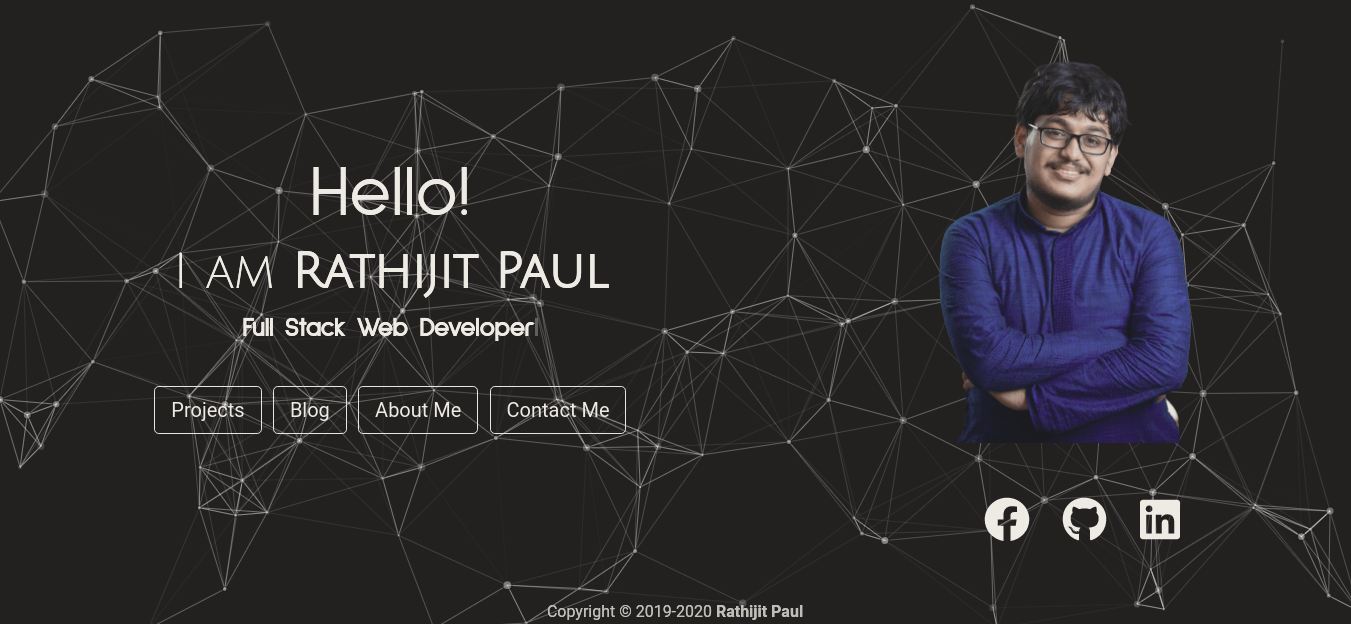 Hello!
I AM RATHIJIT PAUL
Full Stack Web Developer
Projects
Blog
About Me
Contact Me
Copyright © 2019-2020 Rathijit Paul